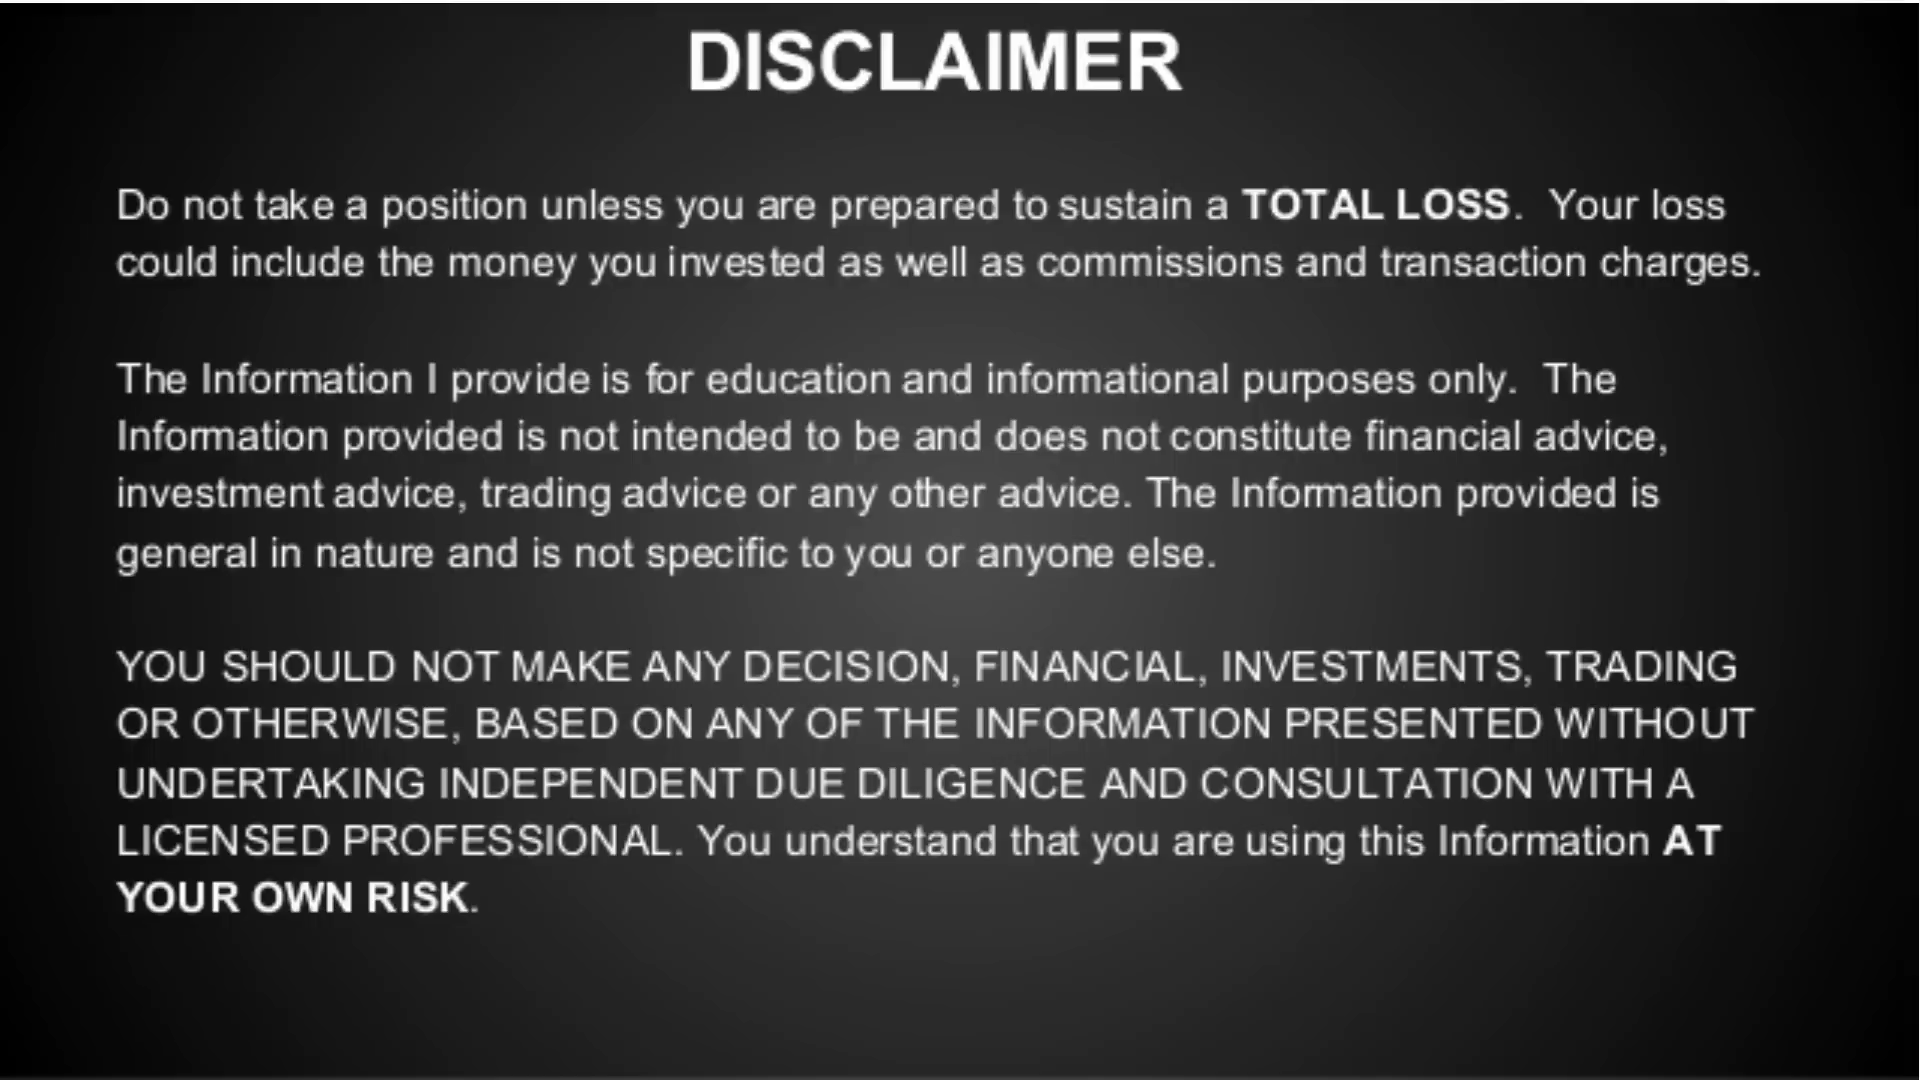 DISCLAIMER
Do not take a position unless you are prepared to sustain a TOTAL LOSS.  Your loss
could include the money you invested as well as commissions and transaction charges.
The Information I provide is for education and informational purposes only.  The
Information provided is not intended to be and does not constitute financial advice,
investment advice, trading advice or any other advice. The Information provided is
general in nature and is not specific to you or anyone else.
YOU SHOULD NOT MAKE ANY DECISION, FINANCIAL, INVESTMENTS, TRADING
OR OTHERWISE, BASED ON ANY OF THE INFORMATION PRESENTED WITHOUT
UNDERTAKING INDEPENDENT DUE DILIGENCE AND CONSULTATION WITH A
LICENSED PROFESSIONAL. You understand that you are using this Information AT
YOUR OWN RISK.